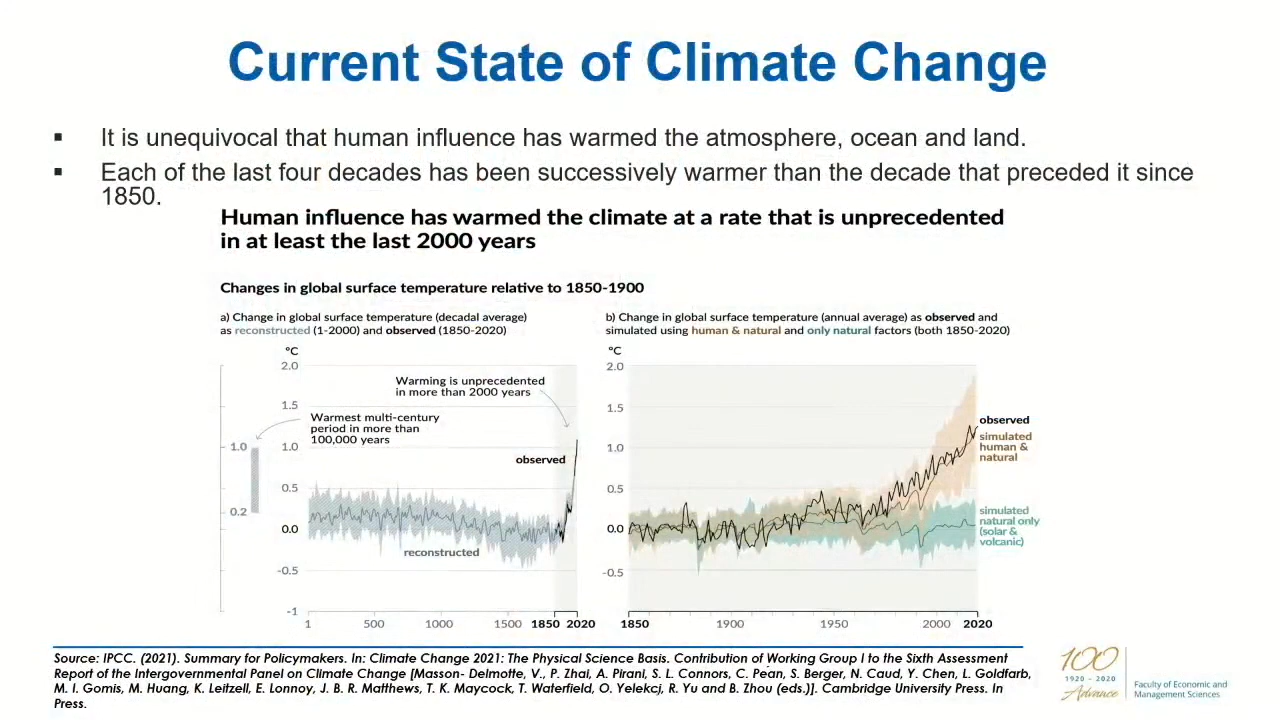 Current State of Climate Change
▪ It is unequivocal that human influence has warmed the atmosphere, ocean and land.
▪ Each of the last four decades has been successively warmer than the decade that preceded it since
1850.
Human influence has warmed the climate at a rate that is unprecedented
in at least the last 2000 years
Changes in global surface temperature relative to 1850-1900
a) Change in global surface temperature (decadal average)
as reconstructed (1-2000) and observed (1850-2020)
ºC
2.0
1.5
1.0
0.5
0.0
-0.5
-1
1.0
0.2
Warming is unprecedented
in more than 2000 years
Warmest multi-century
period in more than
100,000 years
observed
reconstructed
1 500 1000 1500 1850 2020
b) Change in global surface temperature (annual average) as observed and
simulated using human & natural and only natural factors (both 1850-2020)
ºC
2.0
1.5
1.0
0.5
0.0
-0.5
observed
simulated
human &
natural
simulated
natural only
(solar &
volcanic)
1850 1900 1950 2000 2020
Source: IPCC. (2021). Summary for Policymakers. In: Climate Change 2021: The Physical Science Basis. Contribution of Working Group I to the Sixth Assessment
Report of the Intergovernmental Panel on Climate Change [Masson- Delmotte, V., P. Zhai, A. Pirani, S. L. Connors, C. Pean, S. Berger, N. Caud, Y. Chen, L. Goldfarb,
M. I. Gomis, M. Huang, K. Leitzell, E. Lonnoy, J. B. R. Matthews, T. K. Maycock, T. Waterfield, O. Yelekcj, R. Yu and B. Zhou (eds.)]. Cambridge University Press. In
Press.
100
1920 - 2020
Advance
Faculty of Economic and
Management Sciences